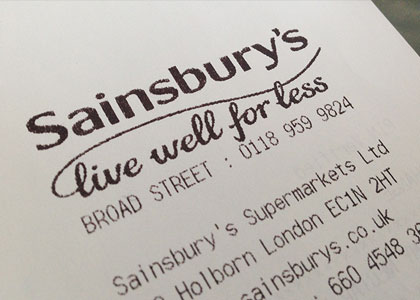 Sainsbury's
live well for less
BROAD STREET : 0118 959 9824
Sainsbury's Supermarkets Ltd
Holborn London EC1N 2HT
sainsburys.co.uk
660 4548